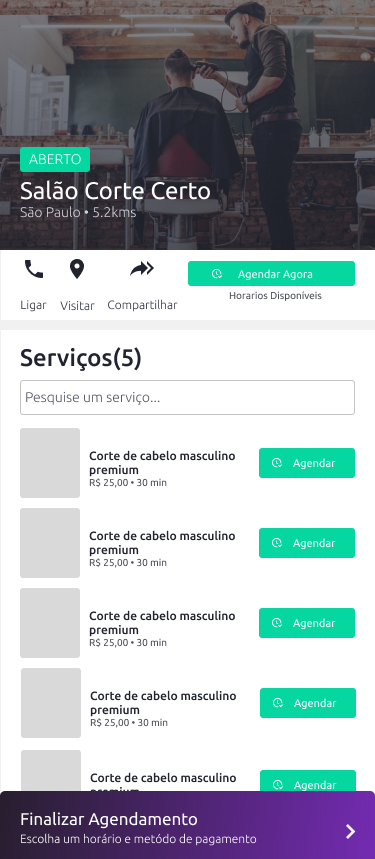 ABERTO
Salão Corte Certo
São Paulo • 5.2kms
Agendar Agora
Ligar
Visitar
Compartilhar
Horarios Disponíveis
Serviços(5)
Pesquise um serviço...
Corte de cabelo masculino
premium
R$ 25,00 • 30 min
Agendar
Corte de cabelo masculino
premium
R$ 25,00 • 30 min
Agendar
Corte de cabelo masculino
premium
R$ 25,00 • 30 min
Agendar
Corte de cabelo masculino
premium
R$ 25,00 • 30 min
Agendar
Corte de cabelo masculino
premium
Agendar
Finalizar Agendamento
Escolha um horário e metódo de pagamento